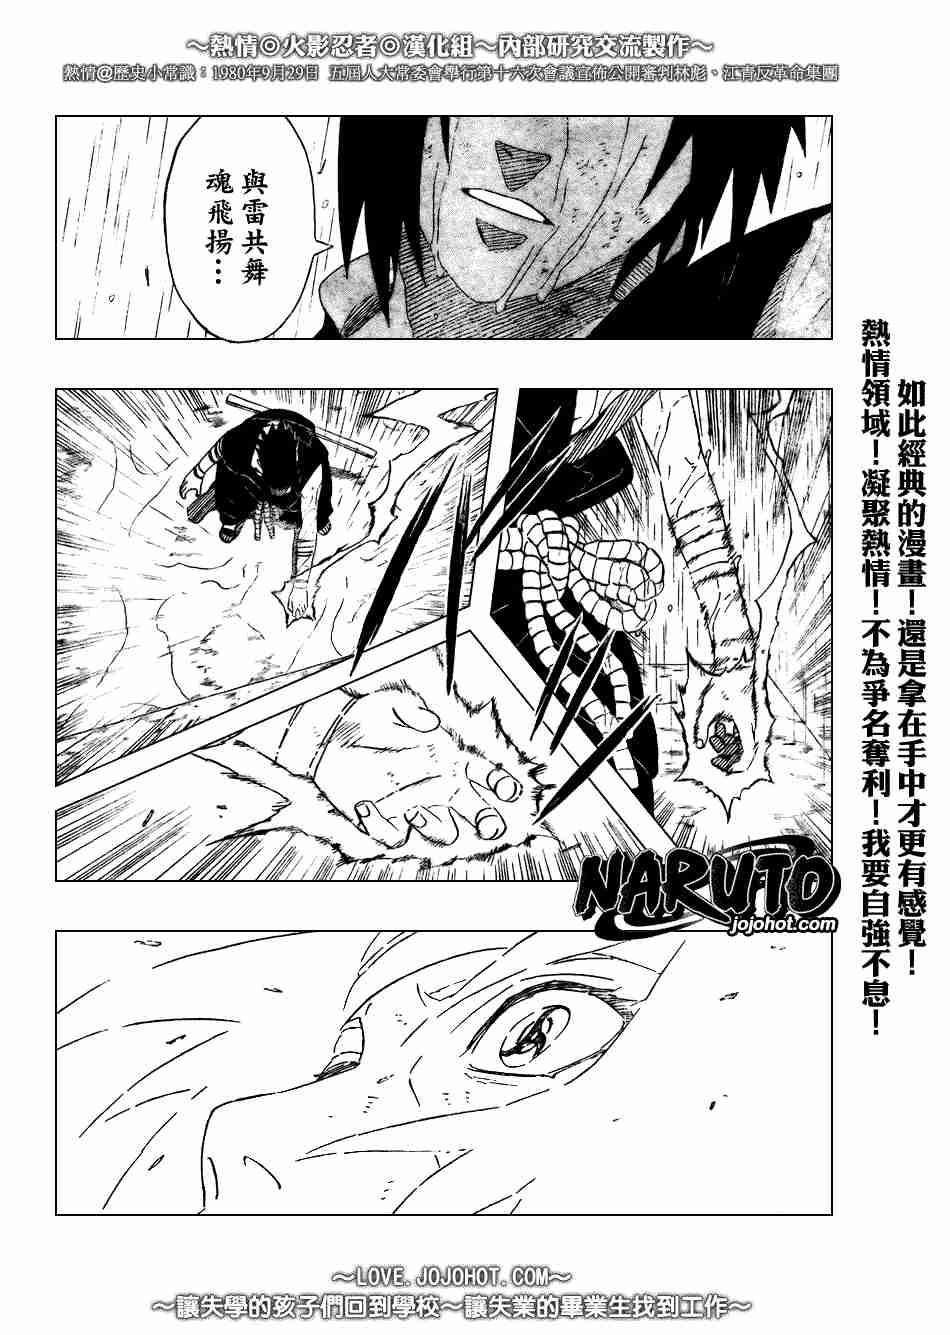 ～熱情◎火影忍者◎漢化組～內部研究交流製作～
熱情@歷史小常識：1980年9月29日 五屆人大常委會舉行第十六次會議宣佈公開審判林彪、江青反革命集團
與雷共舞
魂飛揚…
如此經典的漫畫！還是拿在手中才更有感覺！
熱情領域！凝聚熱情！不為爭名奪利！我要自強不息！
NARUTO
jojohot.com
～LOVE.JOJOHOT.COM～
～讓失學的孩子們回到學校～讓失業的畢業生找到工作～